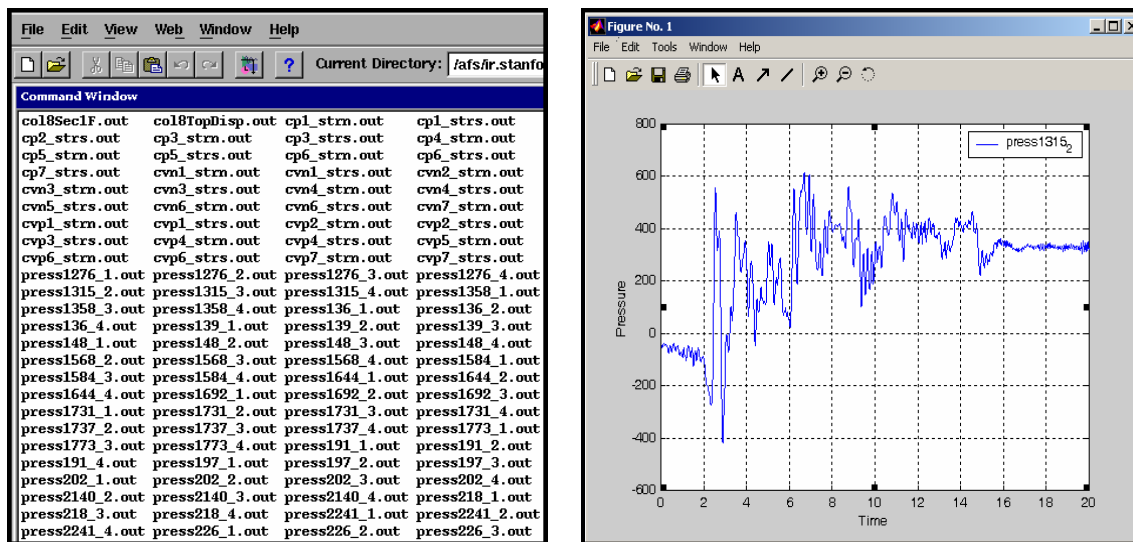 File Edit View Web Window Help
Current Directory: /afs/ir.stanfo
Command Window
col8Sec1F.out col8TopDisp.out cp1_strn.out cp1_strs.out
cp2_strs.out cp3_strn.out cp3_strs.out cp4_strn.out
cp5_strn.out cp5_strs.out cp6_strn.out cp6_strs.out
cp7_strs.out cvn1_strn.out cvn1_strs.out cvn2_strn.out
cvn3_strn.out cvn3_strs.out cvn4_strn.out cvn4_strs.out
cvn5_strs.out cvn6_strn.out cvn6_strs.out cvn7_strn.out
cvp1_strn.out cvp1_strs.out cvp2_strn.out cvp2_strs.out
cvp3_strs.out cvp4_strn.out cvp4_strs.out cvp5_strn.out
cvp6_strn.out cvp6_strs.out cvp7_strn.out cvp7_strs.out
press1276_1.out press1276_2.out press1276_3.out press1276_4.out
press1315_2.out press1315_3.out press1315_4.out press1358_1.out
press1358_3.out press1358_4.out press136_1.out press136_2.out
press136_4.out press139_1.out press139_2.out press139_3.out
press148_1.out press148_2.out press148_3.out press148_4.out
press1568_2.out press1568_3.out press1568_4.out press1584_1.out
press1584_3.out press1584_4.out press1644_1.out press1644_2.out
press1644_4.out press1692_1.out press1692_2.out press1692_3.out
press1731_1.out press1731_2.out press1731_3.out press1731_4.out
press1737_2.out press1737_3.out press1737_4.out press1773_1.out
press1773_3.out press1773_4.out press191_1.out press191_2.out
press191_4.out press197_1.out press197_2.out press197_3.out
press202_1.out press202_2.out press202_3.out press202_4.out
press2140_2.out press2140_3.out press2140_4.out press218_1.out
press218_3.out press218_4.out press2241_1.out press2241_2.out
press2241_4.out press226_1.out press226_2.out press226_3.out
Figure No. 1
File Edit Tools Window Help
A
800
600
400
200
0
-200
-400
-600
Pressure
press1315₂
0 2 4 6 8 10 12 14 16 18 20
Time